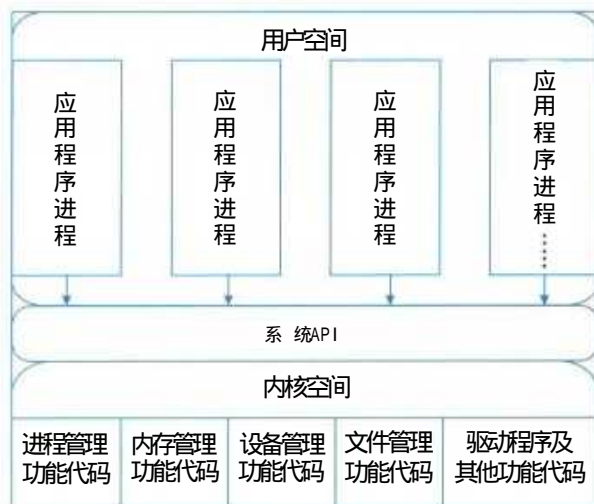 用户空间
应用程序进程
应用程序进程
应用程序进程
应用程序进程……
系 统API
内核空间
进程管理
功能代码
内存管理
功能代码
设备管理
功能代码
文件管理
功能代码
驱动程序及
其他功能代码